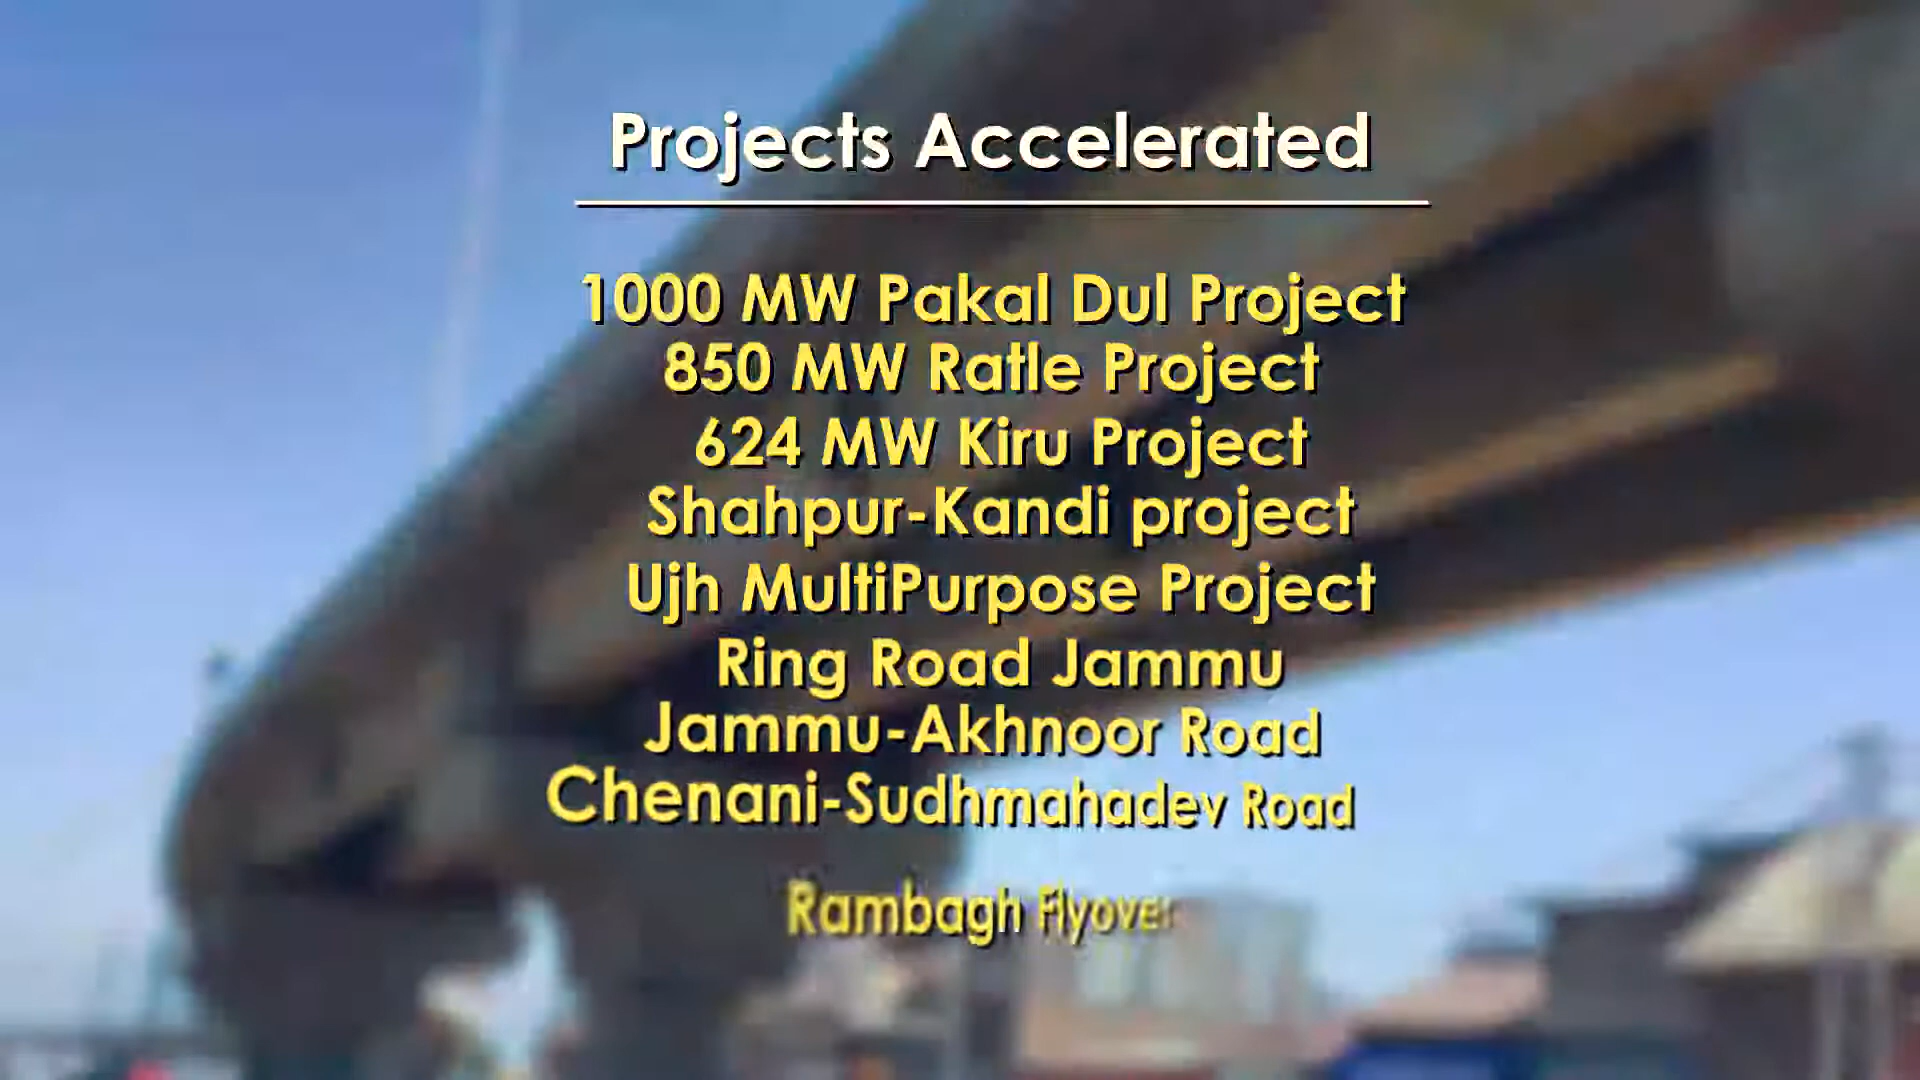 Projects Accelerated
1000 MW Pakal Dul Project
850 MW Ratle Project
624 MW Kiru Project
Shahpur-Kandi project
Ujh MultiPurpose Project
Ring Road Jammu
Jammu-Akhnoor Road
Chenani-Sudhmahadev Road
Rambagh Flyover